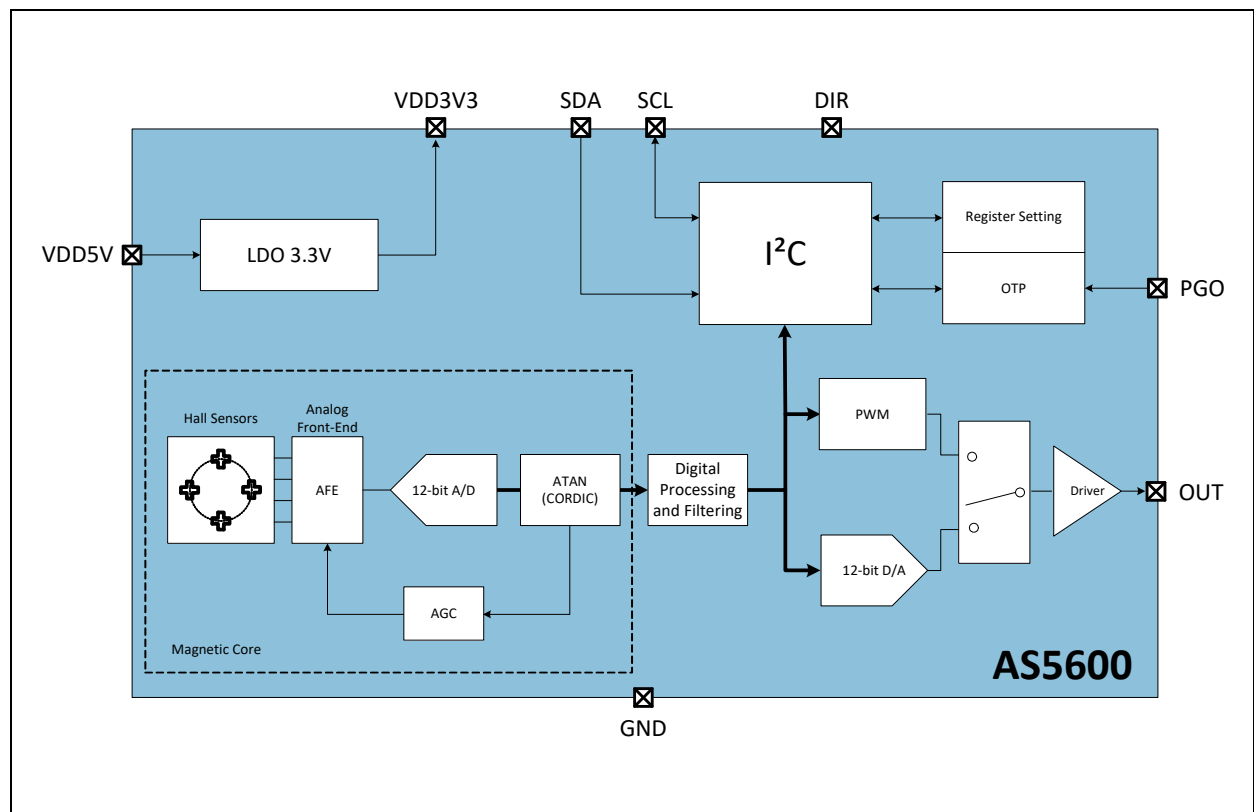 VDD3V3
SDA
SCL
DIR
VDD5V
LDO 3.3V
I²C
Register Setting
OTP
PGO
Hall Sensors
Analog
Front-End
AFE
12-bit A/D
ATAN
(CORDIC)
Digital
Processing
and Filtering
PWM
12-bit D/A
Driver
OUT
AGC
Magnetic Core
AS5600
GND